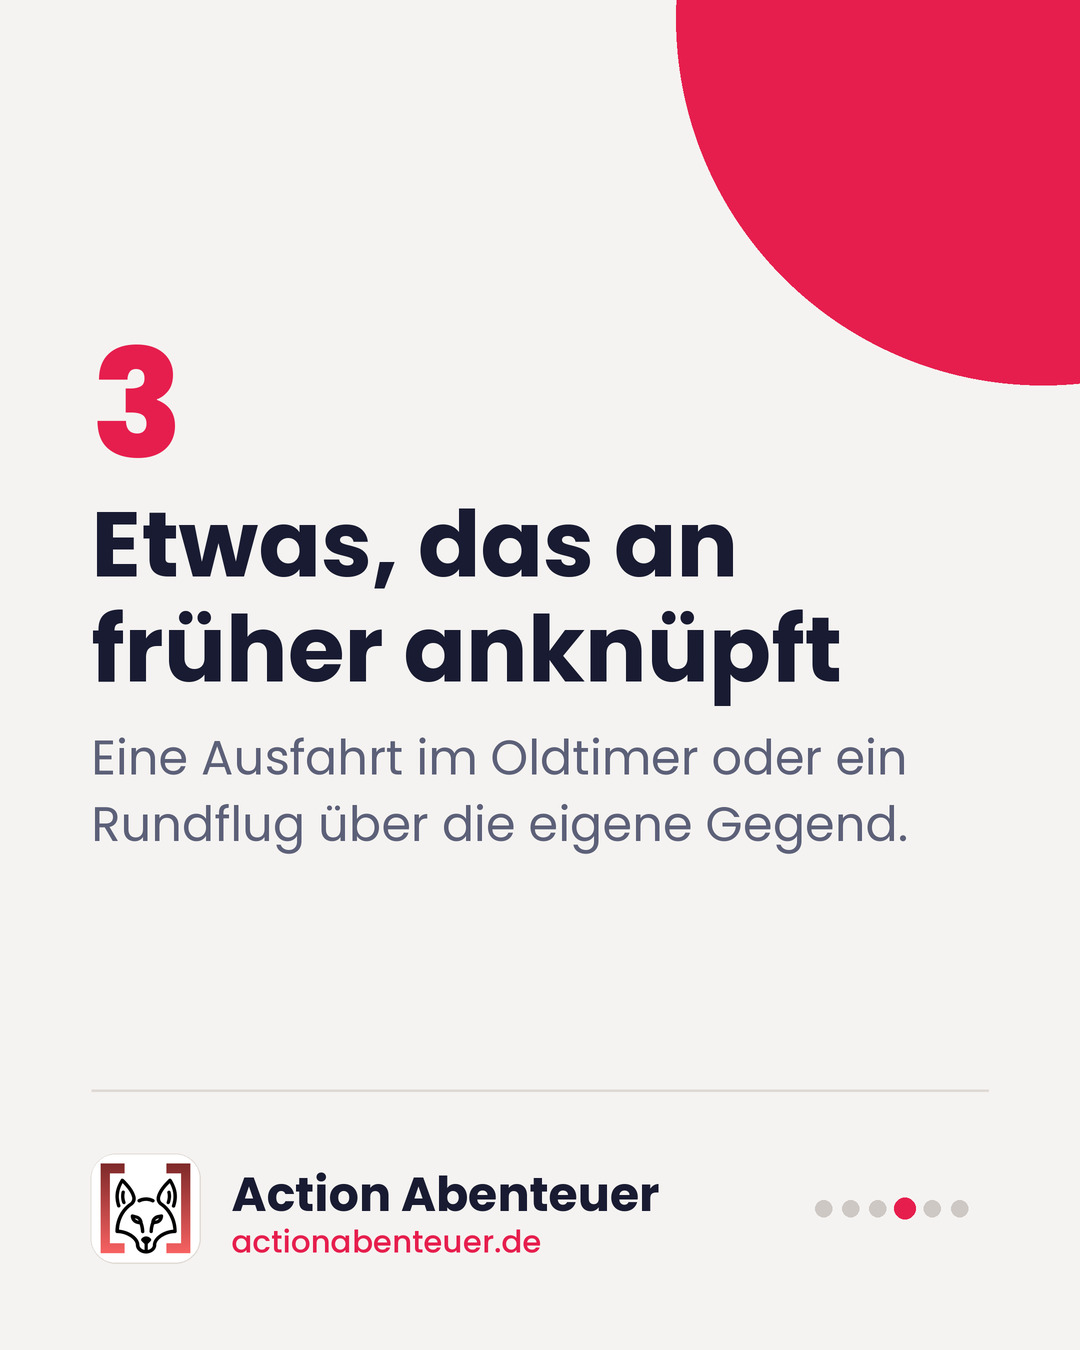 3
Etwas, das an
früher anknüpft
Eine Ausfahrt im Oldtimer oder ein
Rundflug über die eigene Gegend.
Action Abenteuer
actionabenteuer.de